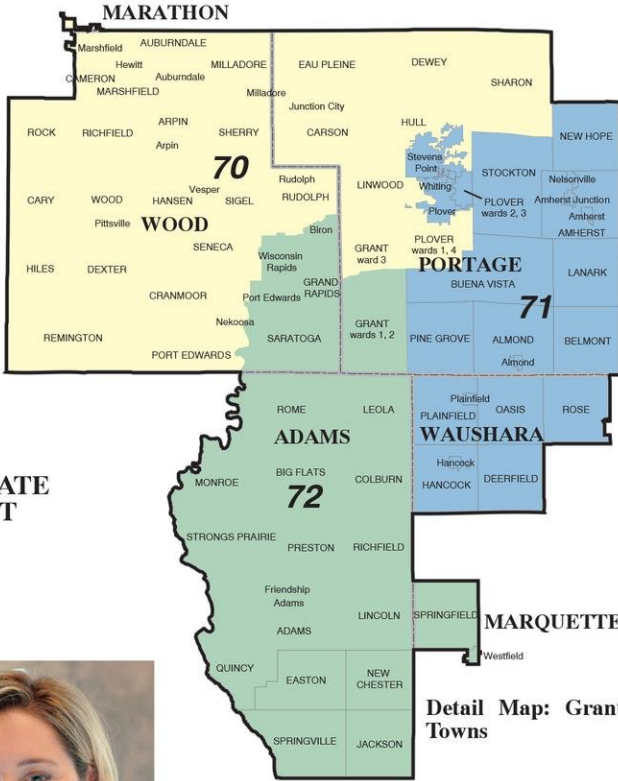 MARATHON
Marshfield
AUBURNDALE
EAU PLEINE
DEWEY
Hewitt
MILLADORE
CAMERON
Auburndale
SHARON
MARSHFIELD
Milladore
Junction City
ARPIN
HULL
ROCK
RICHFIELD
SHERRY
CARSON
NEW HOPE
Arpin
Stevens
Point
70
STOCKTON
Rudolph
Nelsonville
Vesper
LINWOOD
Whiting
CARY
WOOD
HANSEN
SIGEL
RUDOLPH
PLOVER
wards 2, 3
Amherst Junction
Plover
Amherst
Pittsville
WOOD
Biron
AMHERST
SENECA
GRANT
ward 3
PLOVER
wards 1, 4
Wisconsin
Rapids
PORTAGE
HILES
DEXTER
LANARK
GRAND
RAPIDS
BUENA VISTA
CRANMOOR
Port Edwards
71
Nekoosa
GRANT
wards 1, 2
REMINGTON
SARATOGA
PINE GROVE
ALMOND
BELMONT
PORT EDWARDS
Almond
Plainfield
ROME
LEOLA
PLAINFIELD
OASIS
ROSE
ADAMS
WAUSHARA
Hancock
BIG FLATS
MONROE
COLBURN
HANCOCK
DEERFIELD
ATE
T
72
STRONGS PRAIRIE
PRESTON
RICHFIELD
Friendship
Adams
LINCOLN
SPRINGFIELD
MARQUETTE
ADAMS
Westfield
QUINCY
EASTON
NEW
CHESTER
Detail Map: Grant
Towns
SPRINGVILLE
JACKSON